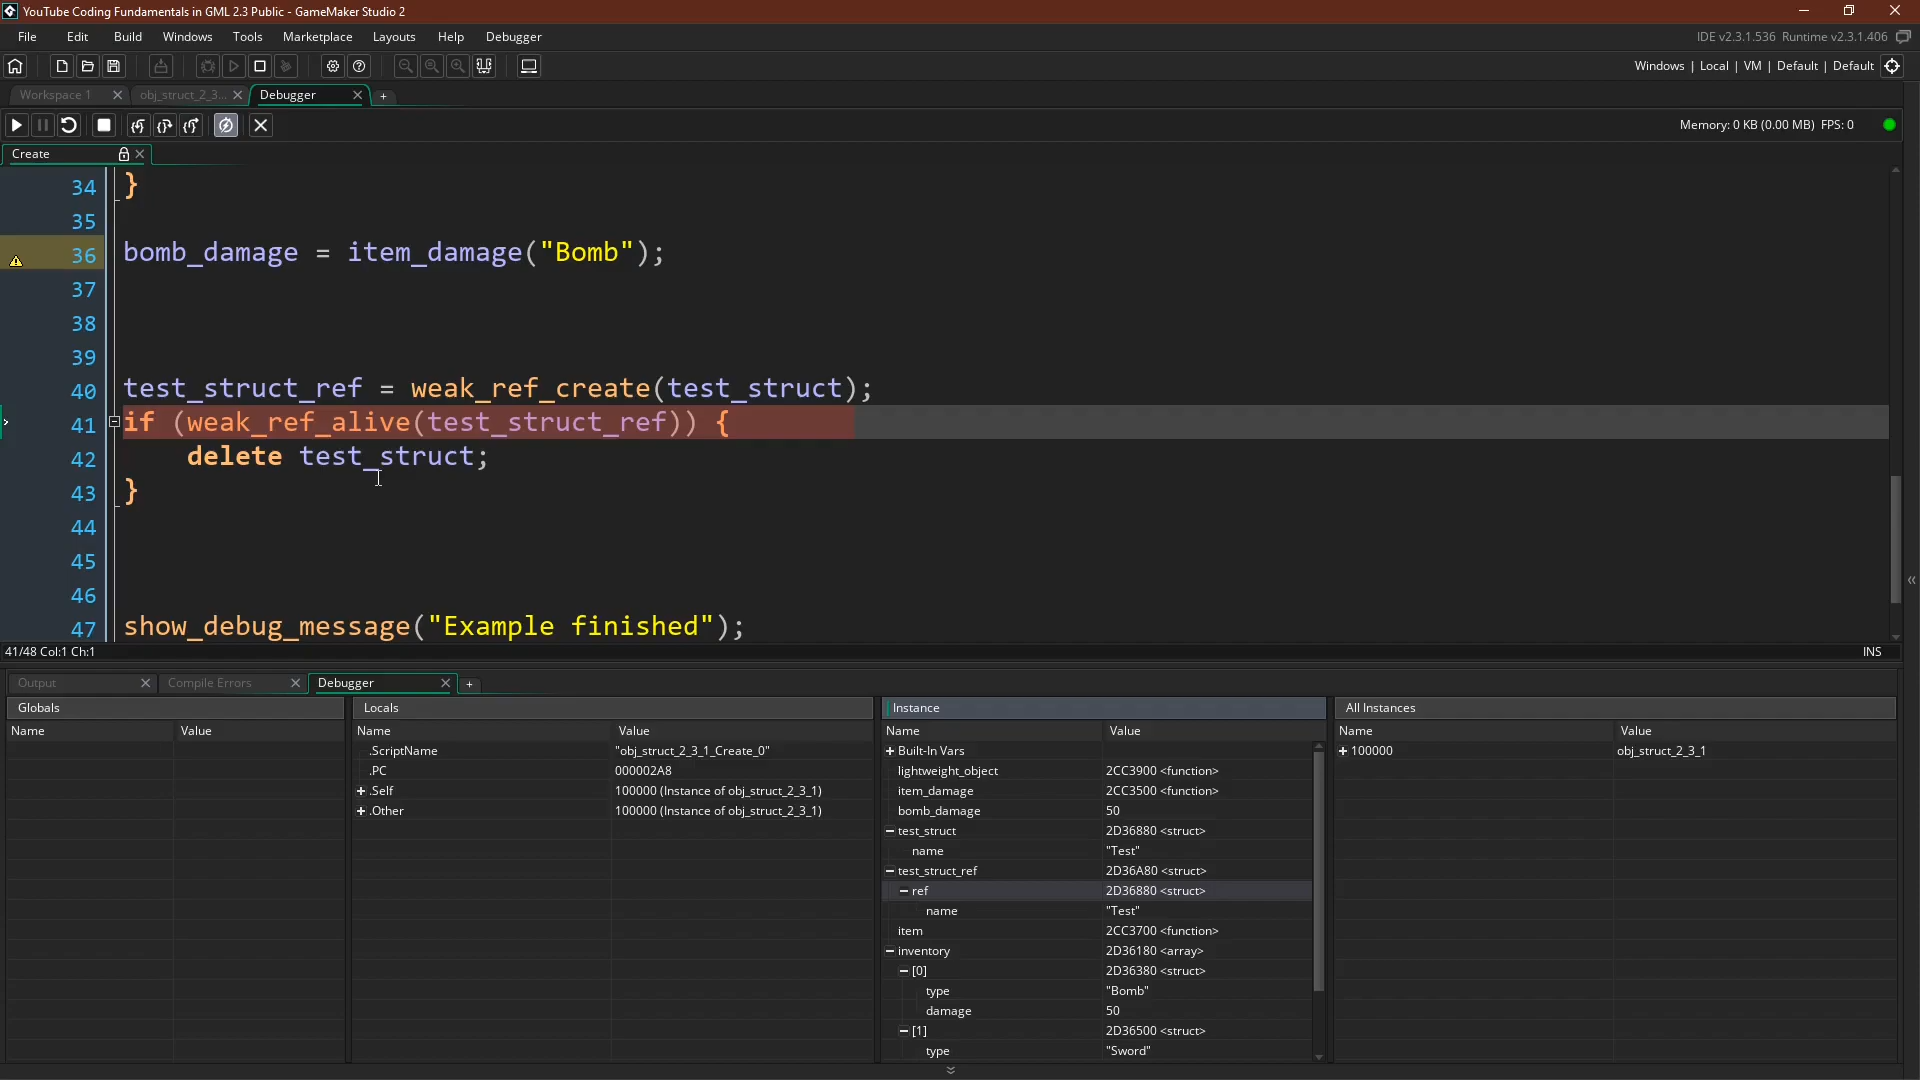 YouTube Coding Fundamentals in GML 2.3 Public - GameMaker Studio 2
File Edit Build Windows Tools Marketplace Layouts Help Debugger
IDE v2.3.1.536 Runtime v2.3.1.406
Windows | Local | VM | Default | Default
Workspace 1 obj_struct_2_3... Debugger
Memory: 0 KB (0.00 MB) FPS: 0
Create
34 }
35
36 bomb_damage = item_damage("Bomb");
37
38
39
40 test_struct_ref = weak_ref_create(test_struct);
41 if (weak_ref_alive(test_struct_ref)) {
42 delete test_struct;
43 }
44
45
46
47 show_debug_message("Example finished");
41/48 Col:1 Ch:1
INS
Output Compile Errors Debugger
Globals
Name Value
Locals
Name Value
.ScriptName "obj_struct_2_3_1_Create_0"
.PC 000002A8
.Self 100000 (Instance of obj_struct_2_3_1)
.Other 100000 (Instance of obj_struct_2_3_1)
Instance
Name Value
Built-In Vars
lightweight_object 2CC3900 <function>
item_damage 2CC3500 <function>
bomb_damage 50
test_struct 2D36880 <struct>
name "Test"
test_struct_ref 2D36A80 <struct>
ref 2D36880 <struct>
name "Test"
item 2CC3700 <function>
inventory 2D36180 <array>
[0] 2D36380 <struct>
type "Bomb"
damage 50
[1] 2D36500 <struct>
type "Sword"
All Instances
Name Value
100000 obj_struct_2_3_1